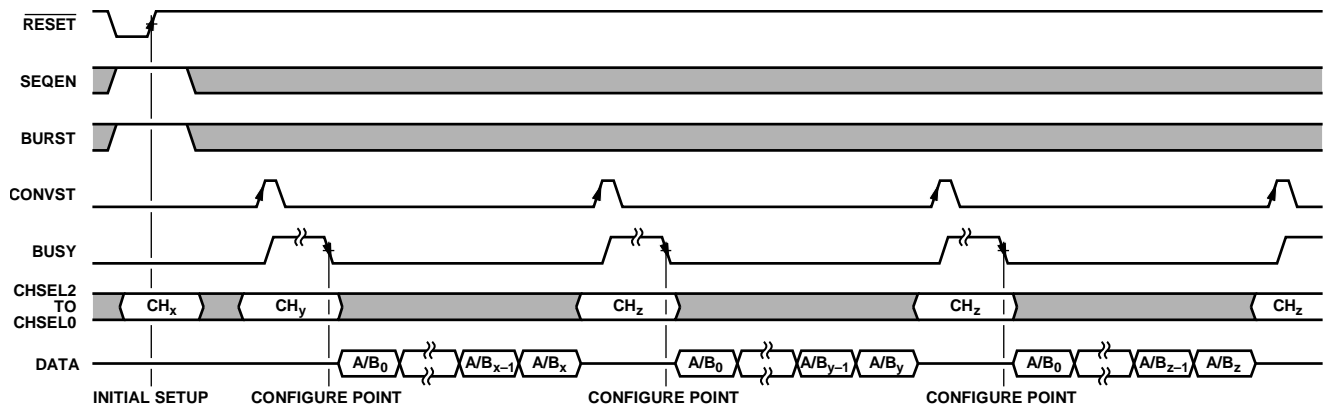 RESET
SEQEN
BURST
CONVST
BUSY
CHSEL2
TO
CHSEL0
CHx CHy CHz CHz CHz
DATA
A/B0 A/Bx–1 A/Bx A/B0 A/By–1 A/By A/B0 A/Bz–1 A/Bz
INITIAL SETUP CONFIGURE POINT CONFIGURE POINT CONFIGURE POINT